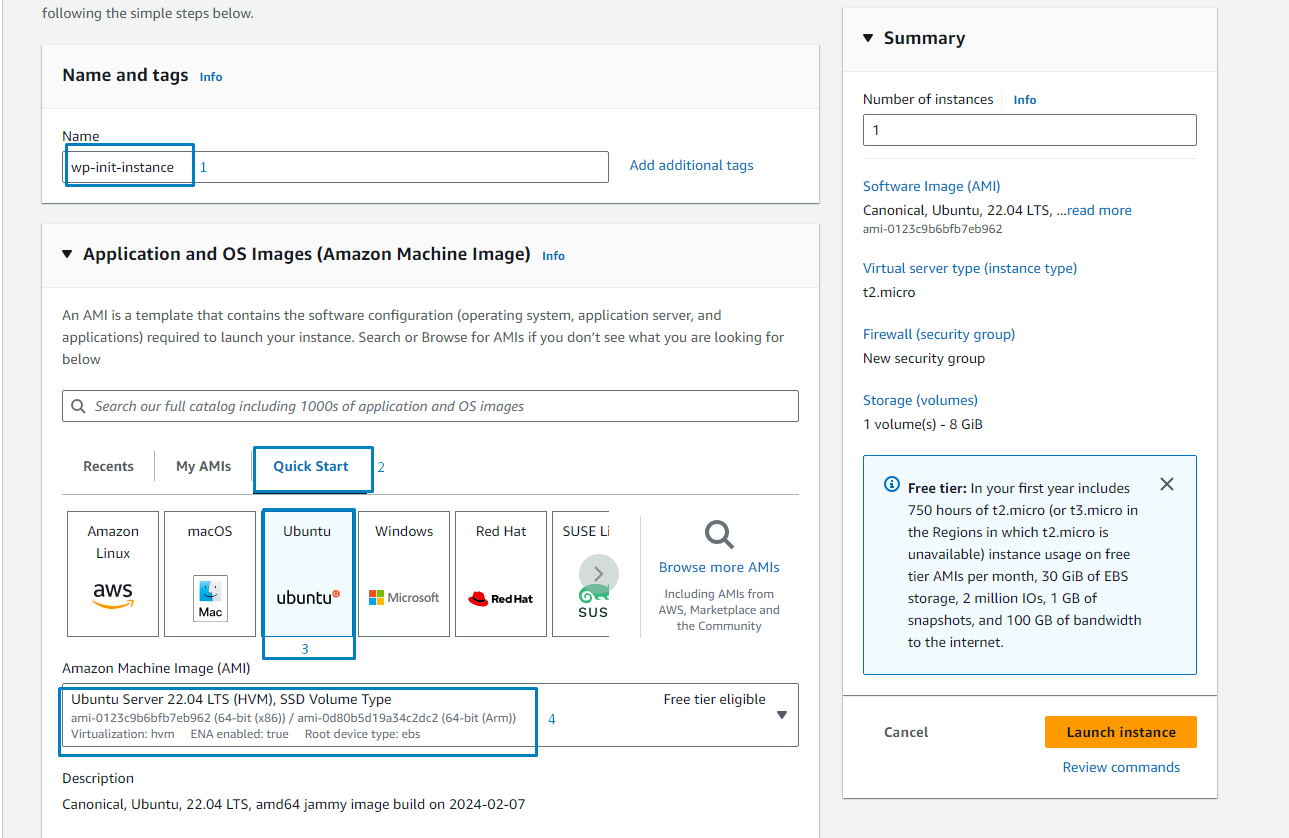 following the simple steps below.
Name and tags Info
Name
wp-init-instance 1
Add additional tags
Application and OS Images (Amazon Machine Image) Info
An AMI is a template that contains the software configuration (operating system, application server, and
applications) required to launch your instance. Search or Browse for AMIs if you don't see what you are looking for
below
Search our full catalog including 1000s of application and OS images
Recents My AMIs Quick Start 2
Amazon
Linux
aws
macOS
Mac
Ubuntu
ubuntu
3
Windows
Microsoft
Red Hat
Red Hat
SUSE Li
SUS
Browse more AMIs
Including AMIs from
AWS, Marketplace and
the Community
Amazon Machine Image (AMI)
Ubuntu Server 22.04 LTS (HVM), SSD Volume Type
Free tier eligible
ami-0123c9b6bfb7eb962 (64-bit (x86)) / ami-0d80b5d19a34c2dc2 (64-bit (Arm))
4
Virtualization: hvm ENA enabled: true Root device type: ebs
Description
Canonical, Ubuntu, 22.04 LTS, amd64 jammy image build on 2024-02-07
Summary
Number of instances Info
1
Software Image (AMI)
Canonical, Ubuntu, 22.04 LTS, ...read more
ami-0123c9b6bfb7eb962
Virtual server type (instance type)
t2.micro
Firewall (security group)
New security group
Storage (volumes)
1 volume(s) - 8 GiB
Free tier: In your first year includes
750 hours of t2.micro (or t3.micro in
the Regions in which t2.micro is
unavailable) instance usage on free
tier AMIs per month, 30 GiB of EBS
storage, 2 million IOs, 1 GB of
snapshots, and 100 GB of bandwidth
to the internet.
Cancel
Launch instance
Review commands